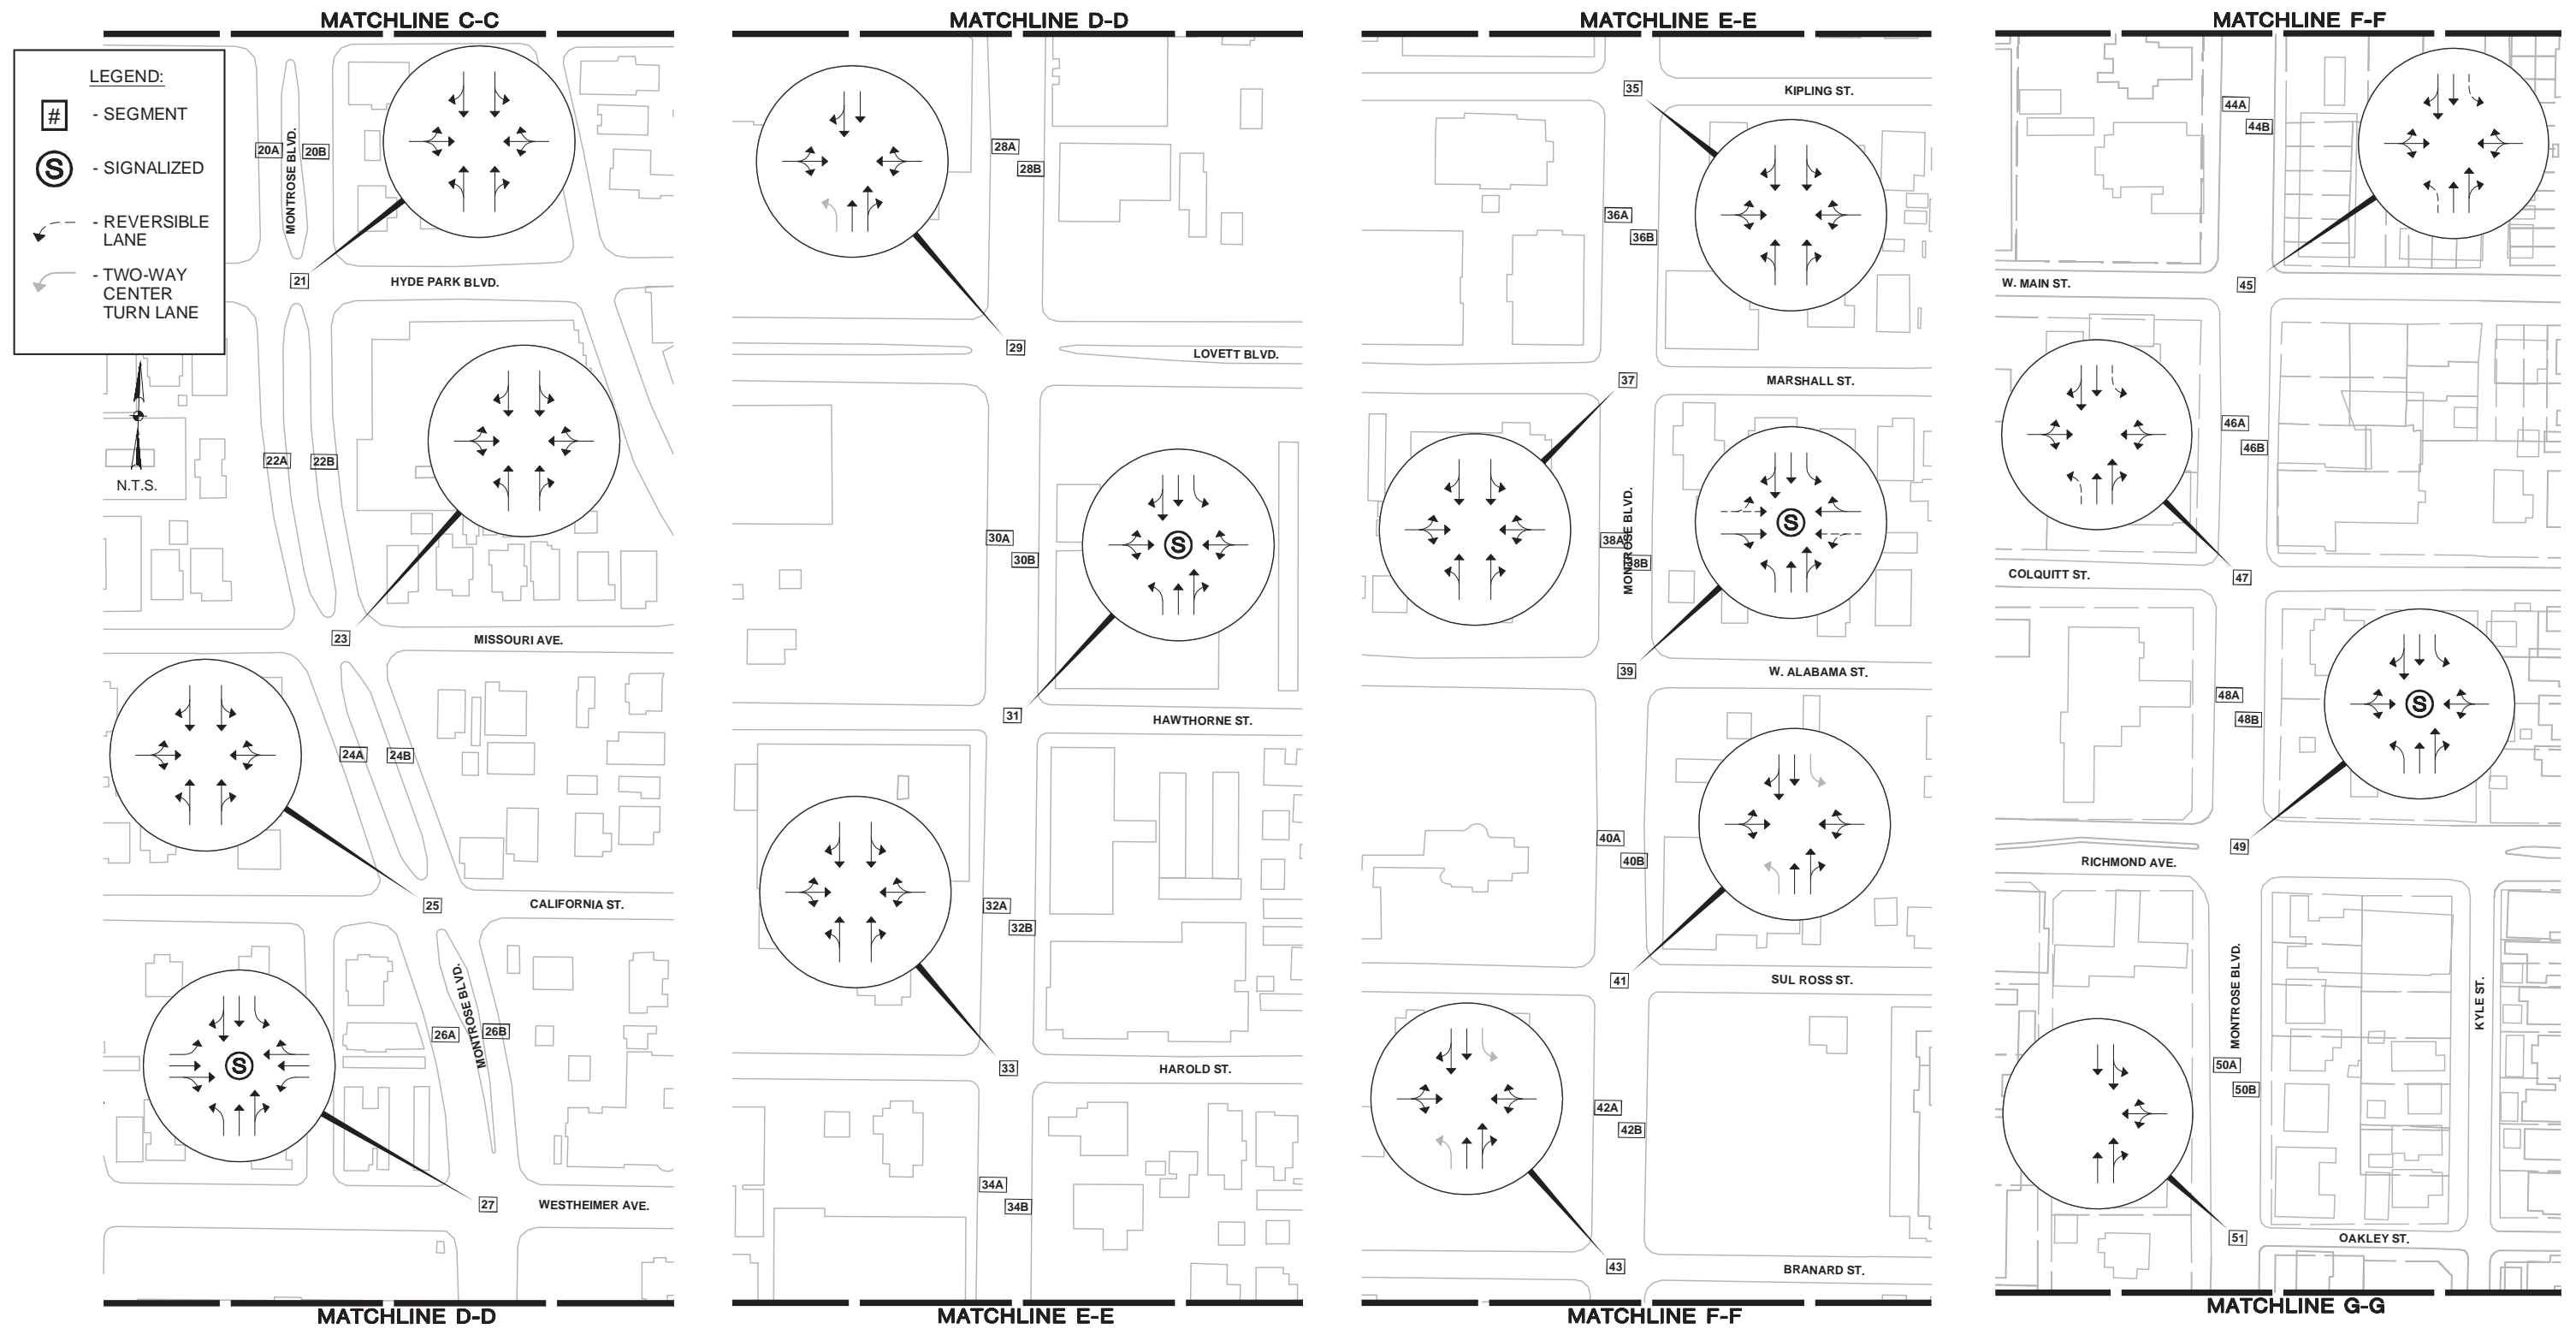 MATCHLINE C-C
LEGEND:
# - SEGMENT
S - SIGNALIZED
- REVERSIBLE
LANE
- TWO-WAY
CENTER
TURN LANE
N.T.S.
20A
MONTROSE BLVD.
20B
21
HYDE PARK BLVD.
22A
22B
23
MISSOURI AVE.
24A
24B
25
CALIFORNIA ST.
S
26A
MONTROSE BLVD.
26B
27
WESTHEIMER AVE.
MATCHLINE D-D
MATCHLINE D-D
28A
28B
29
LOVETT BLVD.
30A
30B
S
31
HAWTHORNE ST.
32A
32B
33
HAROLD ST.
34A
34B
MATCHLINE E-E
MATCHLINE E-E
35
KIPLING ST.
36A
36B
37
MARSHALL ST.
38A
MONTROSE BLVD.
38B
S
39
W. ALABAMA ST.
40A
40B
41
SUL ROSS ST.
42A
42B
43
BRANARD ST.
MATCHLINE F-F
MATCHLINE F-F
44A
44B
45
W. MAIN ST.
46A
46B
47
COLQUITT ST.
48A
48B
S
49
RICHMOND AVE.
MONTROSE BLVD.
KYLE ST.
50A
50B
51
OAKLEY ST.
MATCHLINE G-G